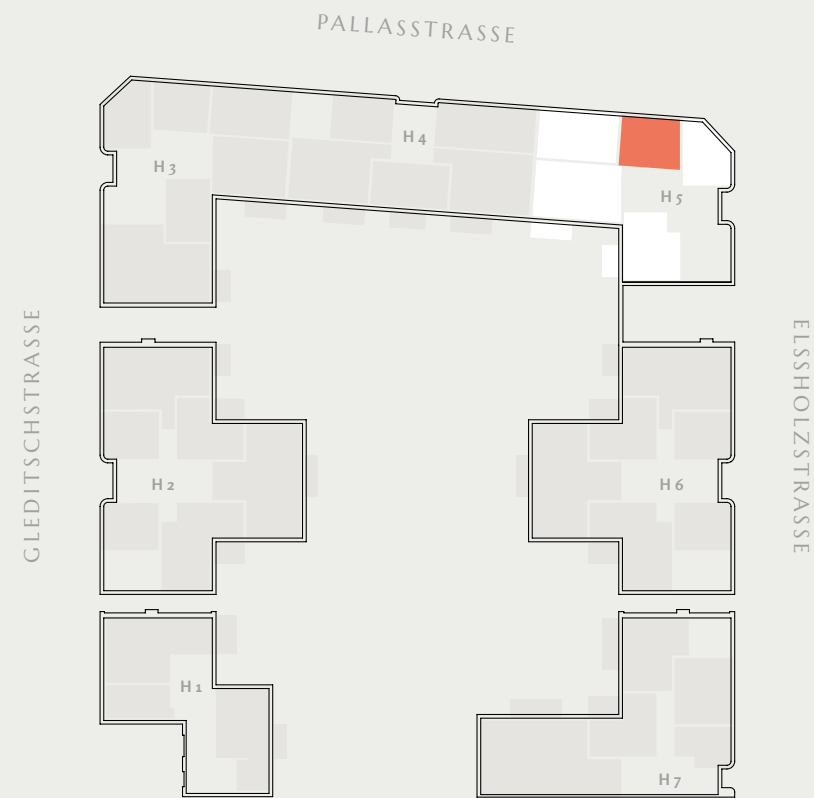 PALLASSTRASSE
H 4
H 3
H 5
GLEDITSCHSTRASSE
ELSSHOLZSTRASSE
H 2
H 6
H 1
H 7